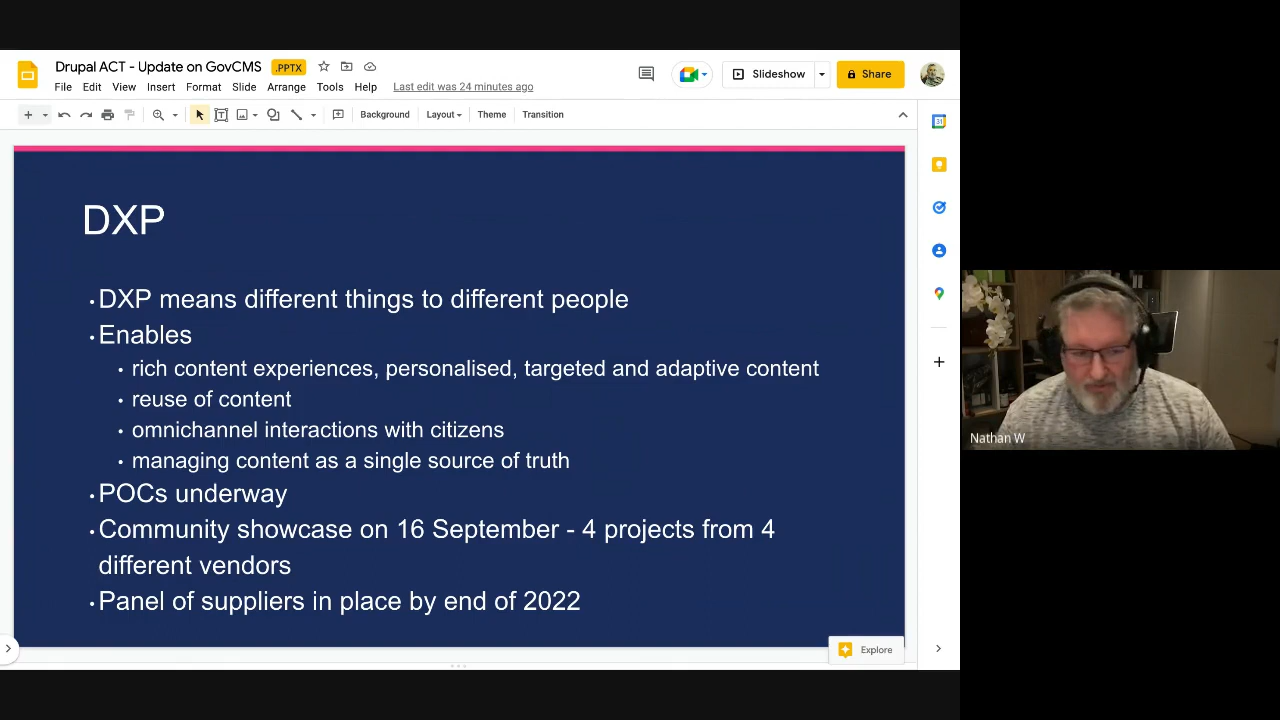 Drupal ACT - Update on GovCMS .PPTX
File Edit View Insert Format Slide Arrange Tools Help Last edit was 24 minutes ago
Slideshow Share
Background Layout Theme Transition
31
DXP
• DXP means different things to different people
• Enables
• rich content experiences, personalised, targeted and adaptive content
• reuse of content
• omnichannel interactions with citizens
• managing content as a single source of truth
• POCs underway
• Community showcase on 16 September - 4 projects from 4
different vendors
• Panel of suppliers in place by end of 2022
Explore
Nathan W